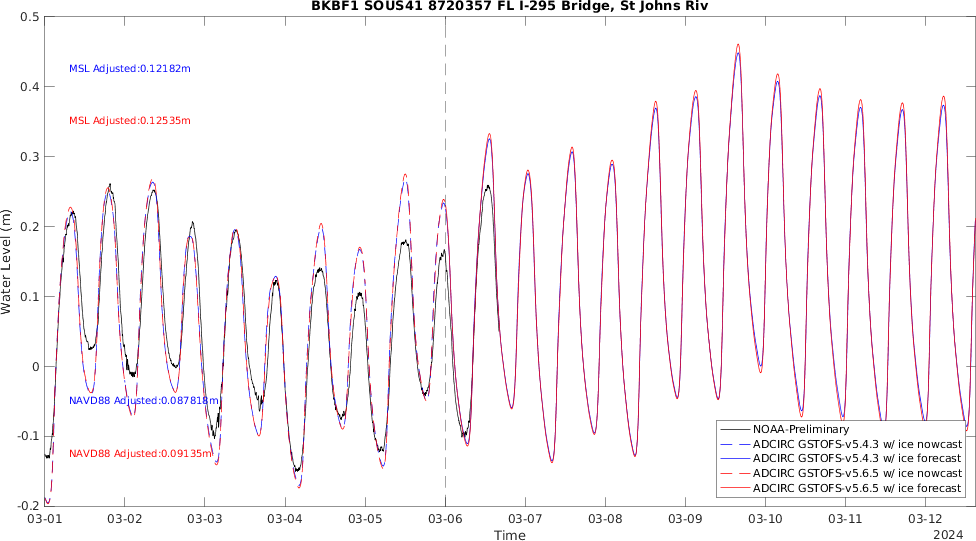 BKBF1 SOUS41 8720357 FL I-295 Bridge, St Johns Riv
Water Level (m)
0.5
0.4
0.3
0.2
0.1
0
-0.1
-0.2
MSL Adjusted:0.12182m
MSL Adjusted:0.12535m
NAVD88 Adjusted:0.087818m
NAVD88 Adjusted:0.09135m
NOAA-Preliminary
ADCIRC GSTOFS-v5.4.3 w/ ice nowcast
ADCIRC GSTOFS-v5.4.3 w/ ice forecast
ADCIRC GSTOFS-v5.6.5 w/ ice nowcast
ADCIRC GSTOFS-v5.6.5 w/ ice forecast
03-01 03-02 03-03 03-04 03-05 03-06 03-07 03-08 03-09 03-10 03-11 03-12
Time
2024